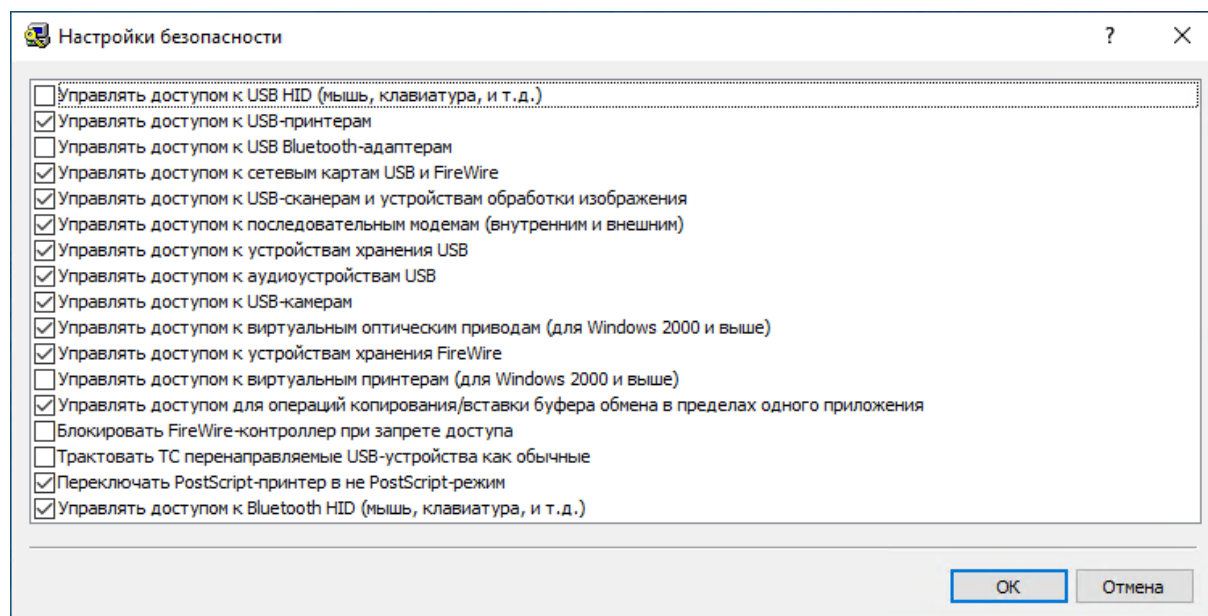 Настройки безопасности
?
Управлять доступом к USB HID (мышь, клавиатура, и т.д.)
Управлять доступом к USB-принтерам
Управлять доступом к USB Bluetooth-адаптерам
Управлять доступом к сетевым картам USB и FireWire
Управлять доступом к USB-сканерам и устройствам обработки изображения
Управлять доступом к последовательным модемам (внутренним и внешним)
Управлять доступом к устройствам хранения USB
Управлять доступом к аудиоустройствам USB
Управлять доступом к USB-камерам
Управлять доступом к виртуальным оптическим приводам (для Windows 2000 и выше)
Управлять доступом к устройствам хранения FireWire
Управлять доступом к виртуальным принтерам (для Windows 2000 и выше)
Управлять доступом для операций копирования/вставки буфера обмена в пределах одного приложения
Блокировать FireWire-контроллер при запрете доступа
Трактовать ТС перенаправляемые USB-устройства как обычные
Переключать PostScript-принтер в не PostScript-режим
Управлять доступом к Bluetooth HID (мышь, клавиатура, и т.д.)
ОК
Отмена